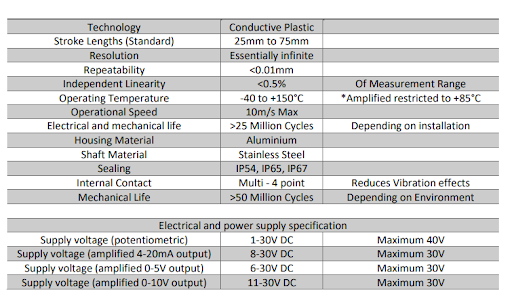 Technology Conductive Plastic
Stroke Lengths (Standard) 25mm to 75mm
Resolution Essentially infinite
Repeatability <0.01mm
Independent Linearity <0.5% Of Measurement Range
Operating Temperature -40 to +150°C *Amplified restricted to +85°C
Operational Speed 10m/s Max
Electrical and mechanical life >25 Million Cycles Depending on installation
Housing Material Aluminium
Shaft Material Stainless Steel
Sealing IP54, IP65, IP67
Internal Contact Multi - 4 point Reduces Vibration effects
Mechanical Life >50 Million Cycles Depending on Environment
Electrical and power supply specification
Supply voltage (potentiometric) 1-30V DC Maximum 40V
Supply voltage (amplified 4-20mA output) 8-30V DC Maximum 30V
Supply voltage (amplified 0-5V output) 6-30V DC Maximum 30V
Supply voltage (amplified 0-10V output) 11-30V DC Maximum 30V